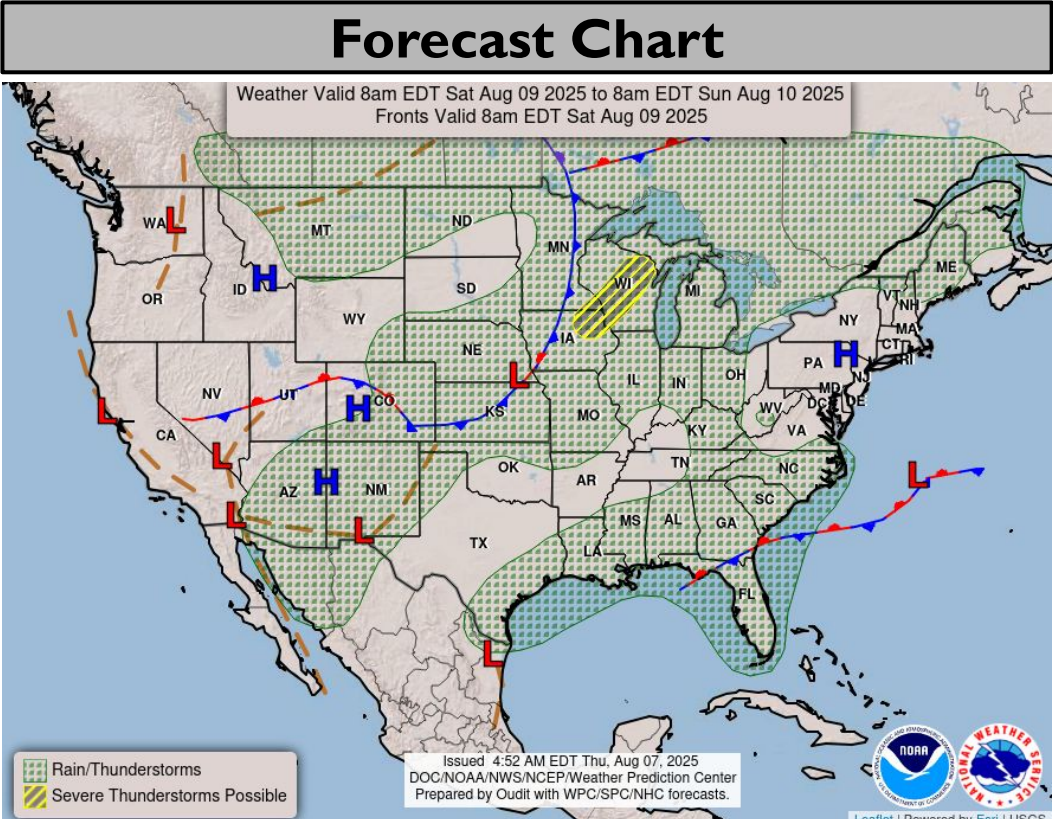 Forecast Chart
Weather Valid 8am EDT Sat Aug 09 2025 to 8am EDT Sun Aug 10 2025
Fronts Valid 8am EDT Sat Aug 09 2025
WA
L
MT
ND
MN
ME
ID
H
OR
SD
WI
MI
VT
NH
WY
NY
MA
IA
CT
RI
NE
PA
H
NJ
L
OH
IL
IN
MD
DE
DC
NV
UT
H
CO
KS
MO
WV
VA
L
CA
KY
L
OK
TN
NC
L
AZ
H
NM
AR
SC
L
L
TX
MS
AL
GA
LA
FL
L
Rain/Thunderstorms
Severe Thunderstorms Possible
Issued 4:52 AM EDT Thu, Aug 07, 2025
DOC/NOAA/NWS/NCEP/Weather Prediction Center
Prepared by Oudit with WPC/SPC/NHC forecasts.
NOAA
NATIONAL WEATHER SERVICE
Leaflet | Powered by Esri | USGS